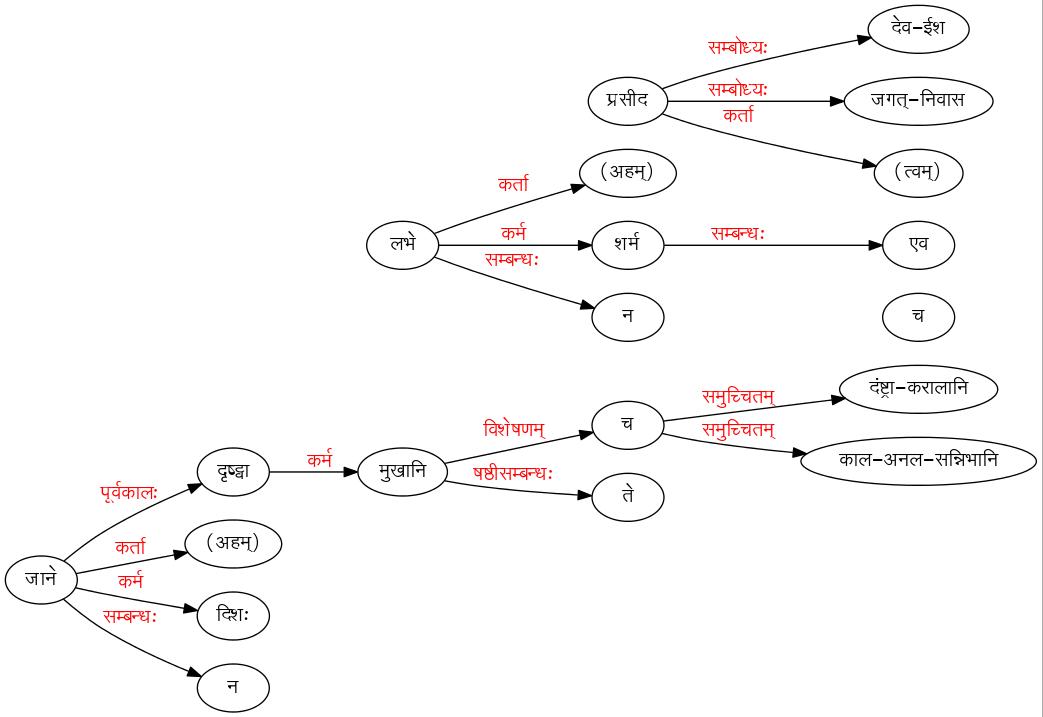 देव-ईश
सम्बोध्यः
प्रसीद
सम्बोध्यः
जगत्-निवास
कर्ता
(त्वम्)
(अहम्)
कर्ता
लभे
कर्म
शर्म
सम्बन्धः
एव
सम्बन्धः
न
च
दंष्ट्रा-करालानि
समुच्चितम्
विशेषणम्
च
समुच्चितम्
काल-अनल-सन्निभानि
दृष्ट्वा
कर्म
मुखानि
षष्ठीसम्बन्धः
ते
पूर्वकालः
(अहम्)
कर्ता
जाने
कर्म
दिशः
सम्बन्धः
न